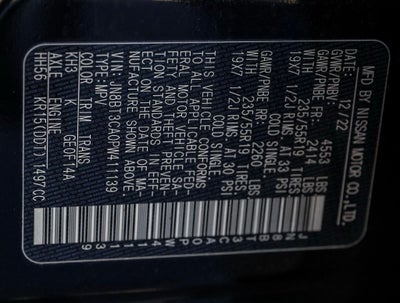 MFD.BY NISSAN MOTOR CO.,LTD.
12/22
GVWR/PNBV: 4553 LBS
GAWR/PNBE FR: 2414 LBS
WITH 235/55R19 TIRES
19X7 1/2J RIMS AT 33 PSI
COLD SINGLE
GAWR/PNBE RR: 2260 LBS
WITH 235/55R19 TIRES
19X7 1/2J RIMS AT 30 PSI
COLD SINGLE
THIS VEHICLE CONFORMS
TO ALL APPLICABLE FED-
ERAL MOTOR VEHICLE SA-
FETY AND THEFT PREVEN-
TION STANDARDS IN EFF-
ECT ON THE DATE OF MA
NUFACTURE SHOWN ABOVE
JN8BT3CA0PW411139
TYPE: MPV
COLOR TRIM TRANS
KH3 K GE0F14A
AXLE ENGINE
HH66 KR15(DDT)1497CC